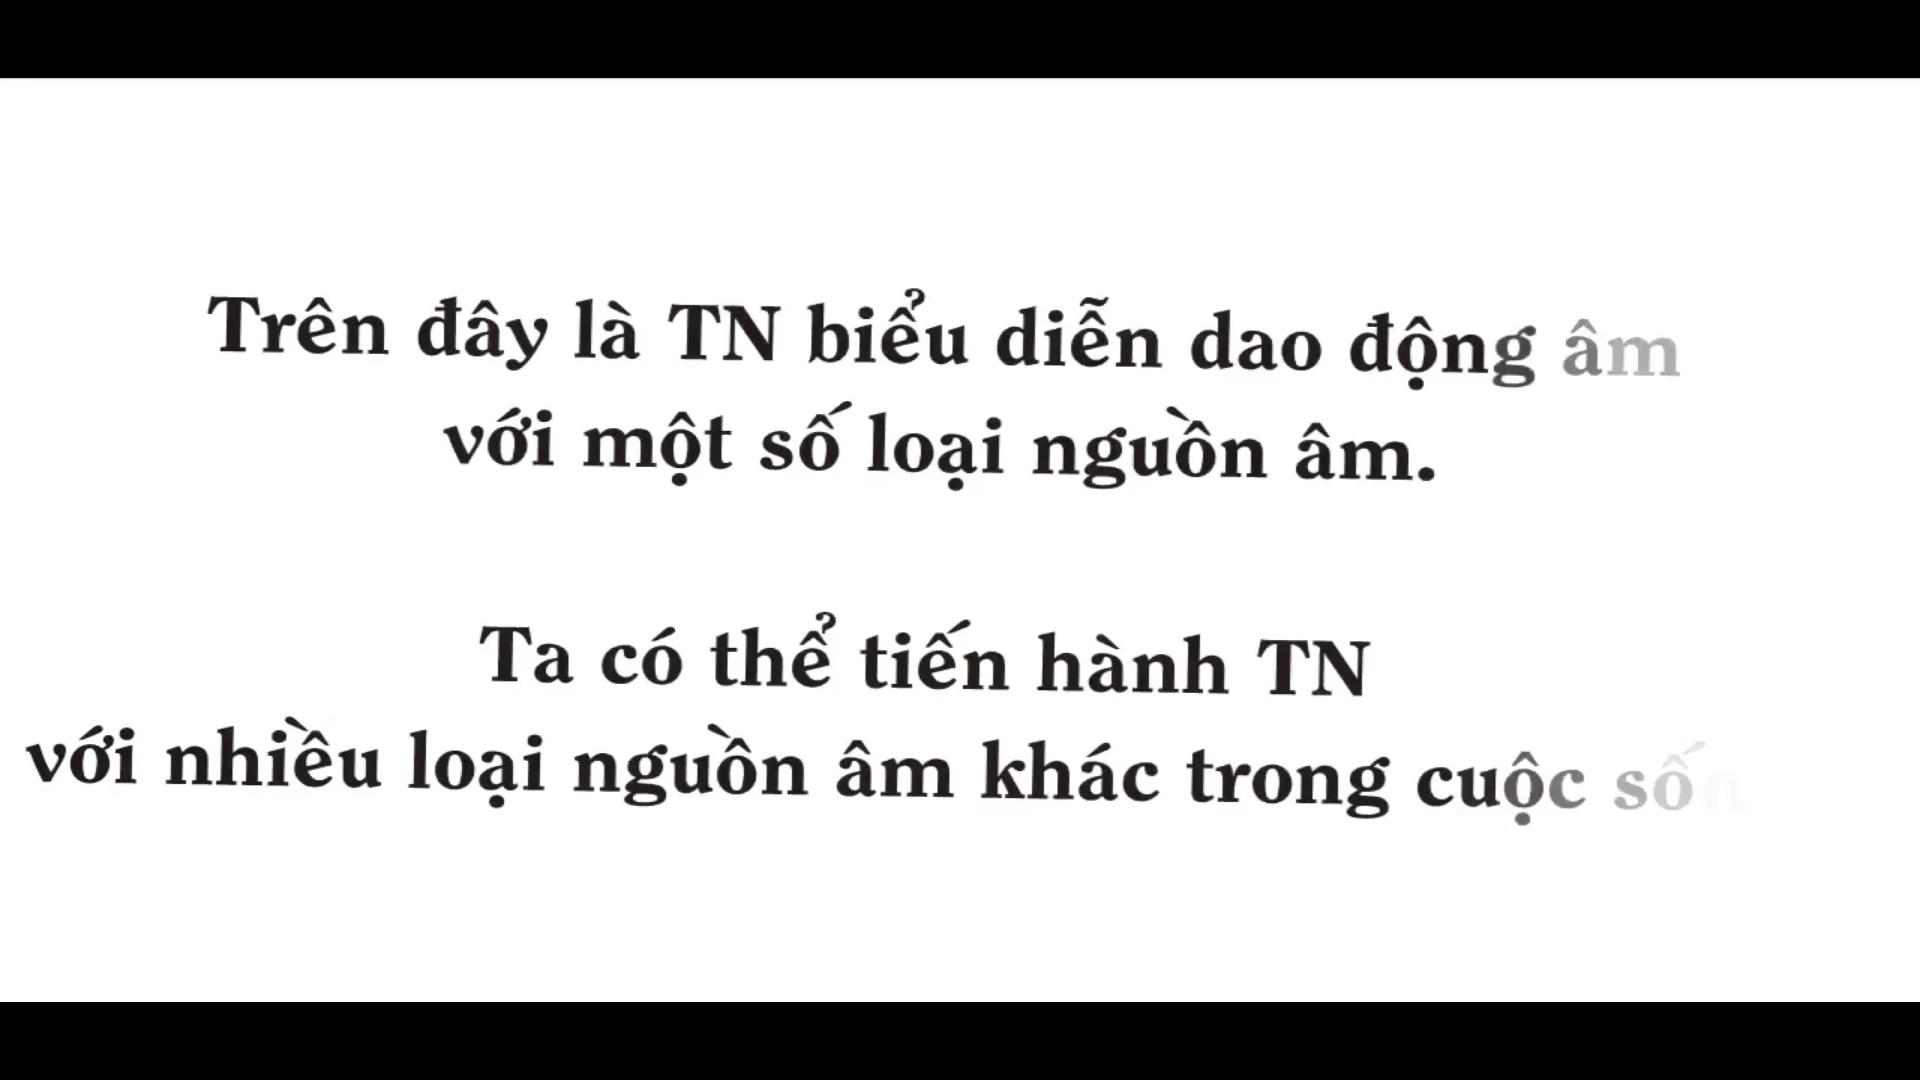 Trên đây là TN biểu diễn dao động âm
với một số loại nguồn âm.
Ta có thể tiến hành TN
với nhiều loại nguồn âm khác trong cuộc sốn